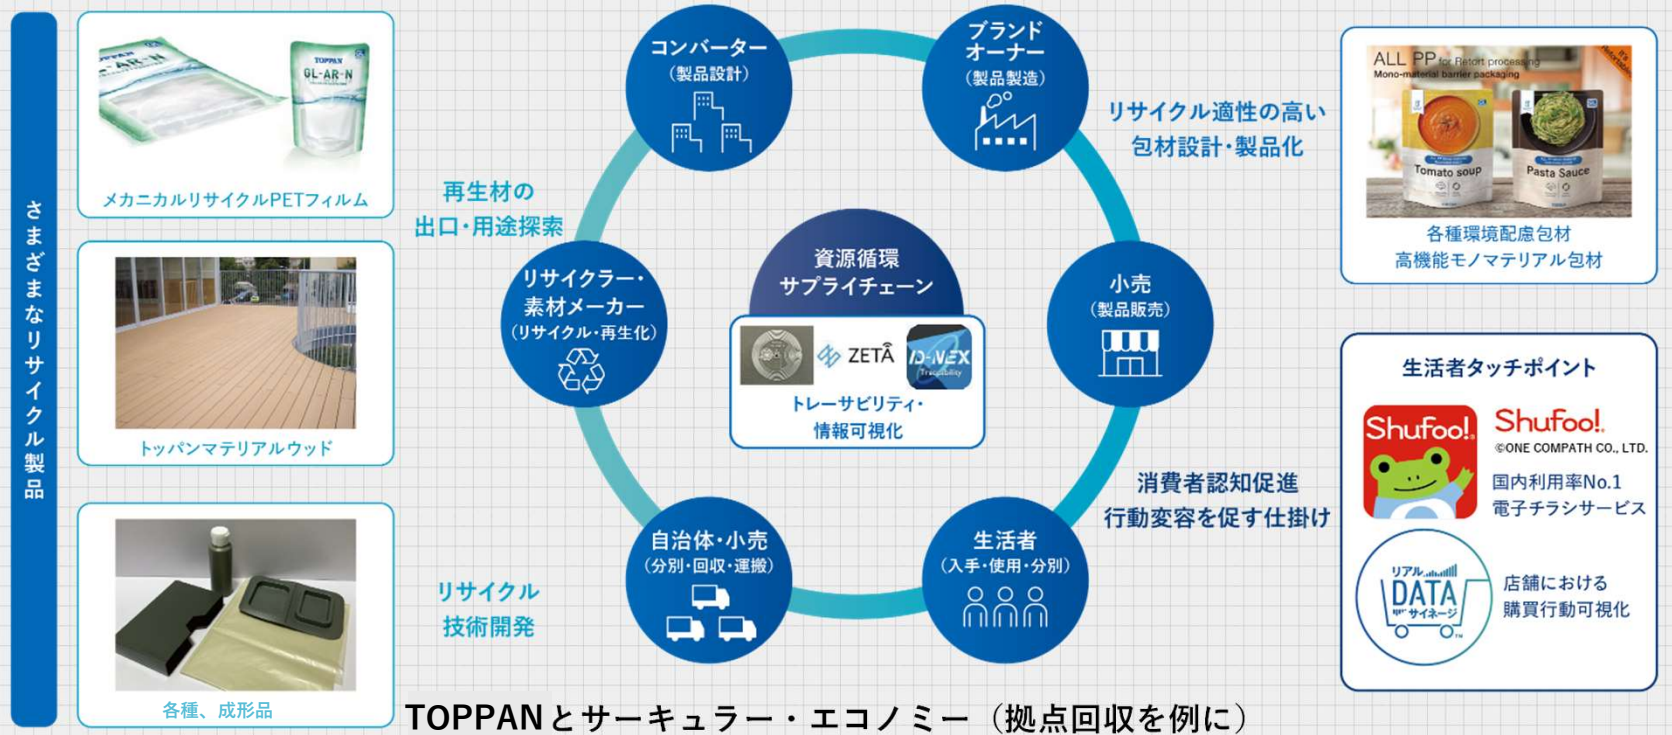 さまざまなリサイクル製品
TOPPAN
GL-AR-N
TOPPAN
GL-AR-N
メカニカルリサイクルPETフィルム
トッパンマテリアルウッド
各種、成形品
再生材の
出口・用途探索
リサイクル
技術開発
コンバーター
(製品設計)
ブランド
オーナー
(製品製造)
リサイクラー・
素材メーカー
(リサイクル・再生化)
小売
(製品販売)
自治体・小売
(分別・回収・運搬)
生活者
(入手・使用・分別)
資源循環
サプライチェーン
ZETA
ID-NEX
Traceability
トレーサビリティ・
情報可視化
リサイクル適性の高い
包材設計・製品化
消費者認知促進
行動変容を促す仕掛け
ALL PP for Retort processing
Mono-material barrier packaging
Tomato soup
Pasta Sauce
各種環境配慮包材
高機能モノマテリアル包材
生活者タッチポイント
Shufoo!
Shufoo!
©ONE COMPATH CO., LTD.
国内利用率No.1
電子チラシサービス
リアル
DATA
サイネージ
TM
店舗における
購買行動可視化
TOPPANとサーキュラー・エコノミー（拠点回収を例に）